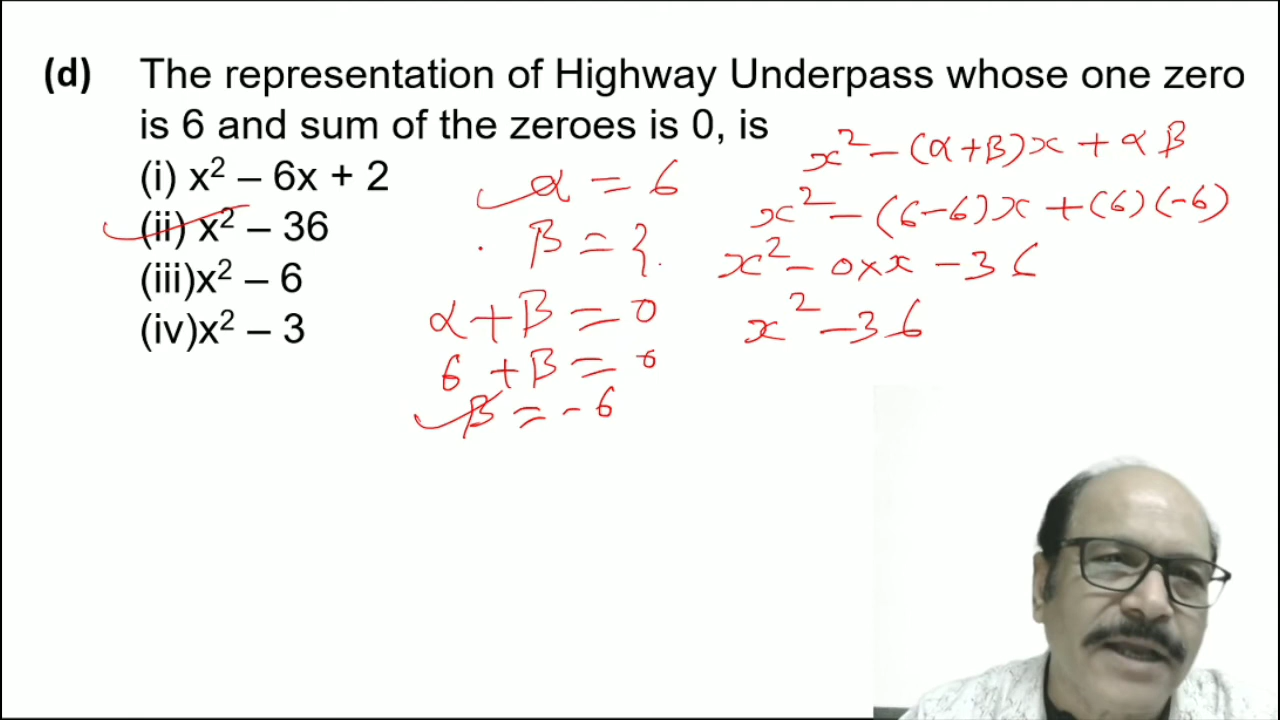 (d) The representation of Highway Underpass whose one zero
is 6 and sum of the zeroes is 0, is
(i) x² – 6x + 2
(ii) x² – 36
(iii)x² – 6
(iv)x² – 3
α = 6
β = ?
α + β = 0
6 + β = 0
β = - 6
x² – (α+β)x + αβ
x² – (6–6)x + (6)(-6)
x² – 0×x – 36
x² – 36